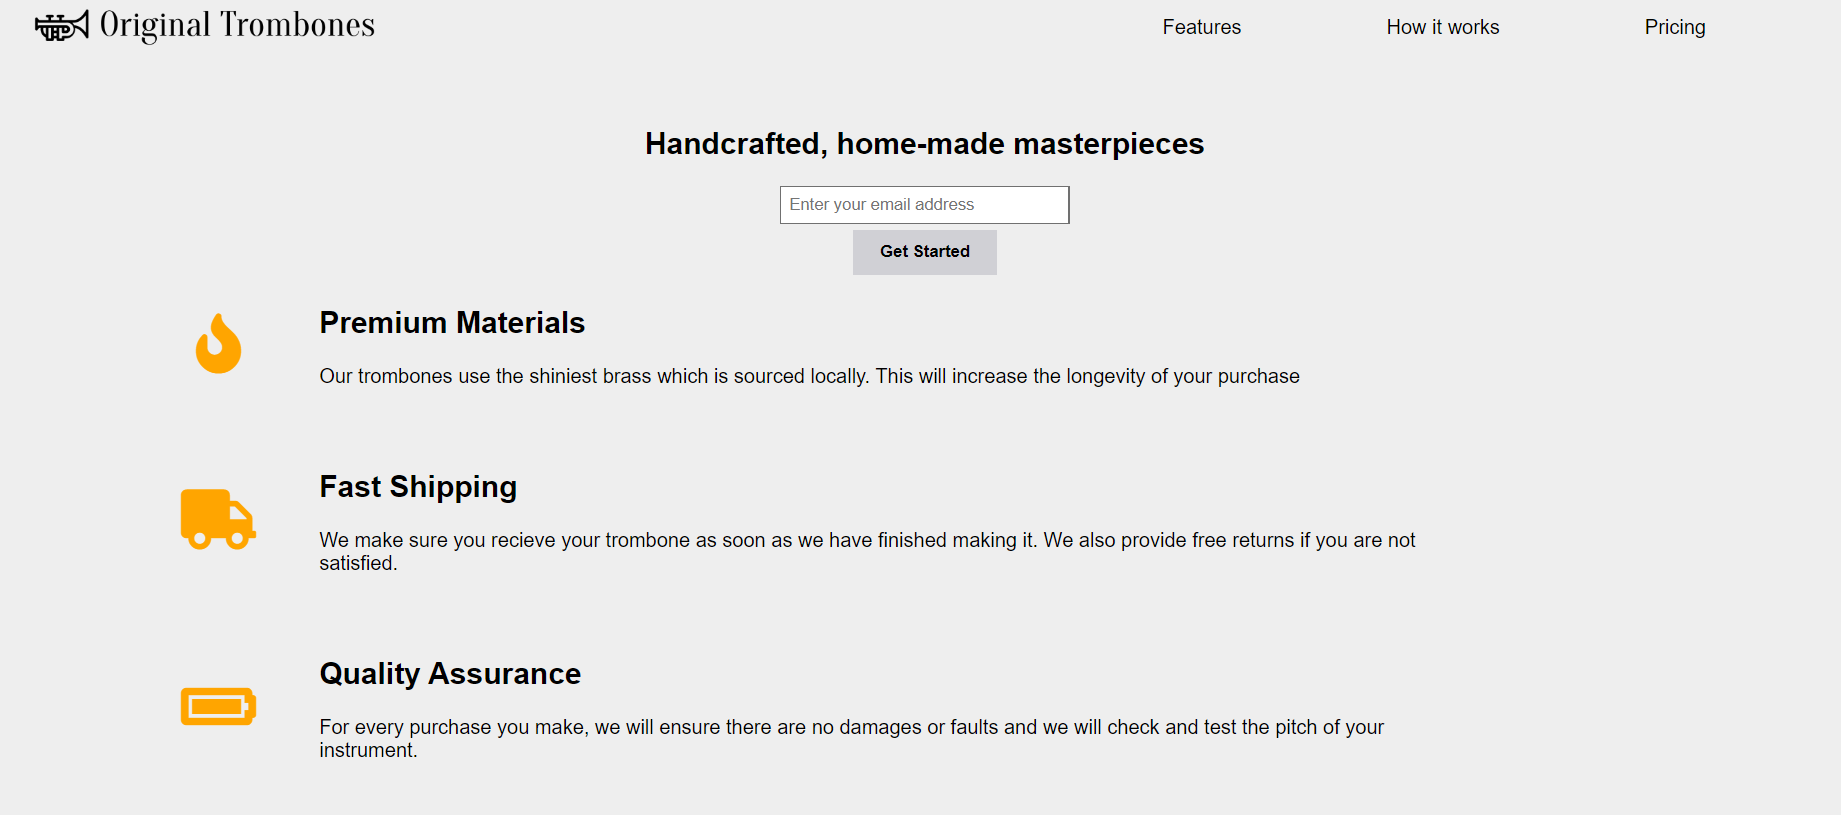 Original Trombones
Features
How it works
Pricing
Handcrafted, home-made masterpieces
Enter your email address
Get Started
Premium Materials
Our trombones use the shiniest brass which is sourced locally. This will increase the longevity of your purchase
Fast Shipping
We make sure you recieve your trombone as soon as we have finished making it. We also provide free returns if you are not
satisfied.
Quality Assurance
For every purchase you make, we will ensure there are no damages or faults and we will check and test the pitch of your
instrument.